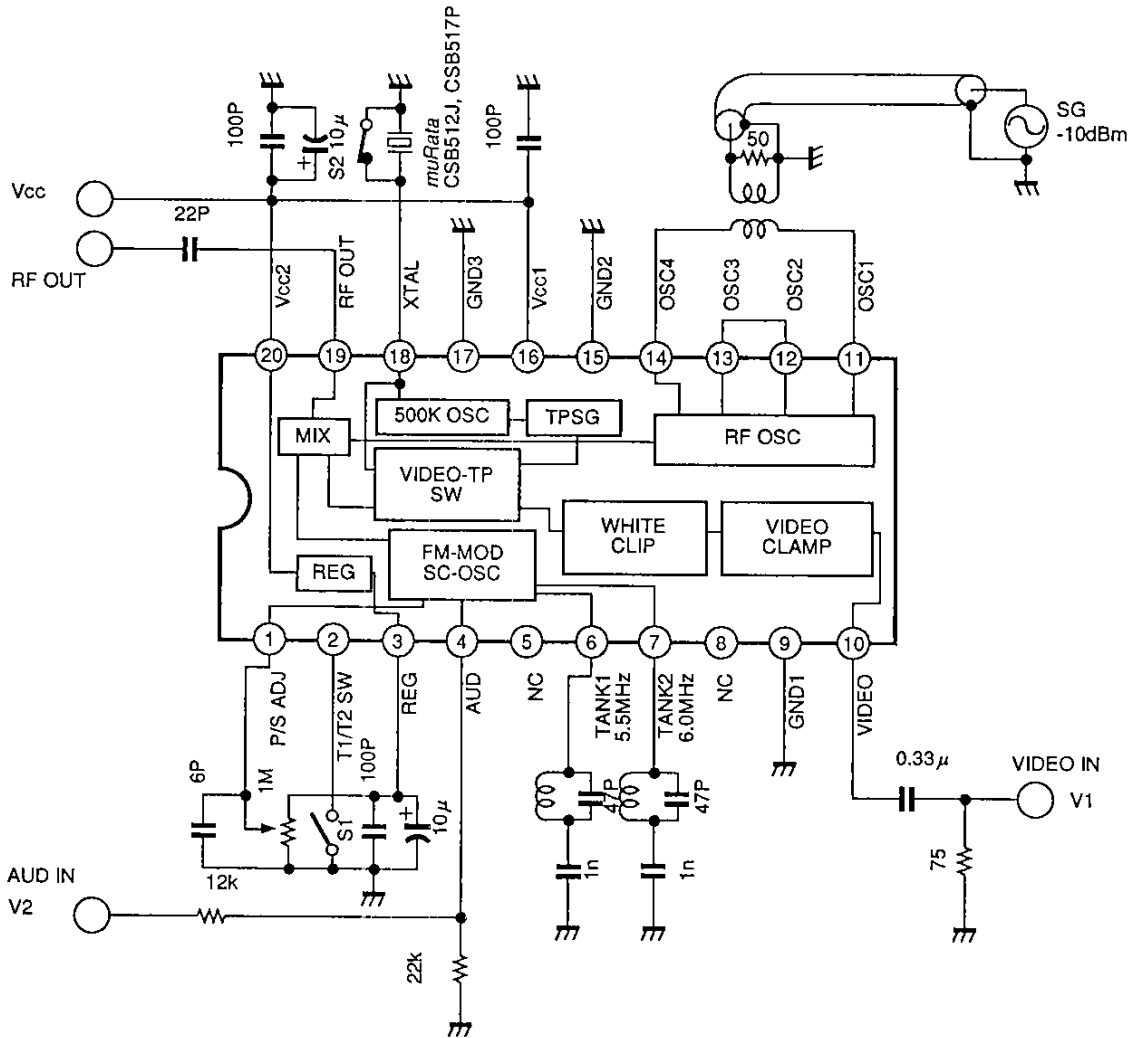 100P
10µ
S2
muRata
CSB512J, CSB517P
100P
50
SG
-10dBm
Vcc
22P
RF OUT
Vcc2
RF OUT
XTAL
GND3
Vcc1
GND2
OSC4
OSC3
OSC2
OSC1
20
19
18
17
16
15
14
13
12
11
500K OSC
TPSG
MIX
RF OSC
VIDEO-TP
SW
WHITE
CLIP
VIDEO
CLAMP
FM-MOD
SC-OSC
REG
1
2
3
4
5
6
7
8
9
10
P/S ADJ
T1/T2 SW
REG
AUD
NC
TANK1
5.5MHz
TANK2
6.0MHz
NC
GND1
VIDEO
6P
1M
S1
100P
10µ
47P
47P
0.33µ
VIDEO IN
V1
12k
1n
1n
75
AUD IN
V2
22k